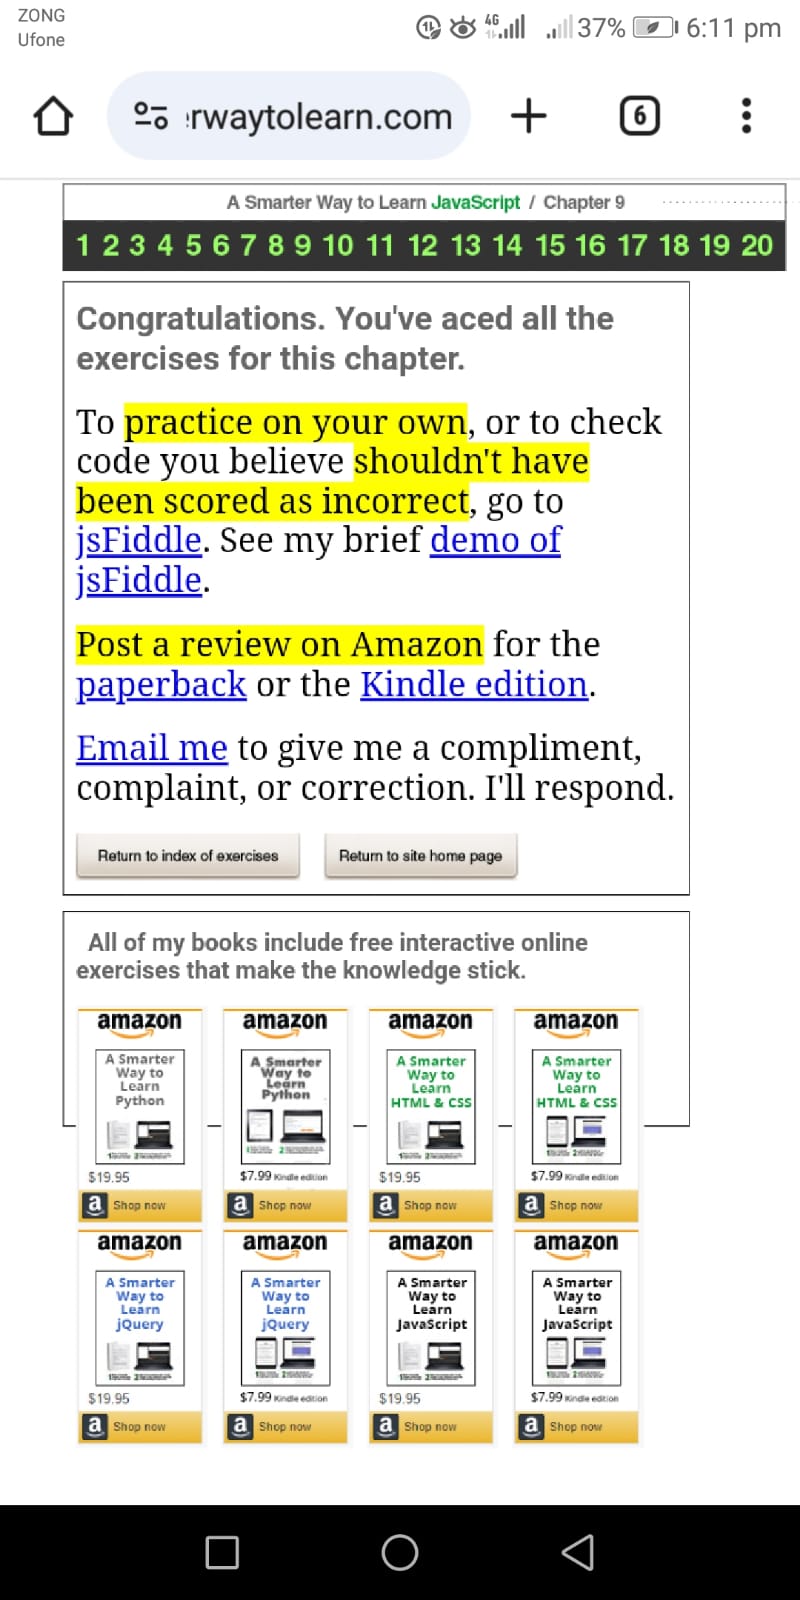 ZONG
Ufone
4G
37%
6:11 pm
rwaytolearn.com
6
A Smarter Way to Learn JavaScript / Chapter 9
1 2 3 4 5 6 7 8 9 10 11 12 13 14 15 16 17 18 19 20
Congratulations. You've aced all the
exercises for this chapter.
To practice on your own, or to check
code you believe shouldn't have
been scored as incorrect, go to
jsFiddle. See my brief demo of
jsFiddle.
Post a review on Amazon for the
paperback or the Kindle edition.
Email me to give me a compliment,
complaint, or correction. I'll respond.
Return to index of exercises
Return to site home page
All of my books include free interactive online
exercises that make the knowledge stick.
amazon
A Smarter
Way to
Learn
Python
$19.95
a Shop now
amazon
A Smarter
Way to
Learn
Python
$7.99 Kindle edition
a Shop now
amazon
A Smarter
Way to
Learn
HTML & CSS
$19.95
a Shop now
amazon
A Smarter
Way to
Learn
HTML & CSS
$7.99 Kindle edition
a Shop now
amazon
A Smarter
Way to
Learn
jQuery
$19.95
a Shop now
amazon
A Smarter
Way to
Learn
jQuery
$7.99 Kindle edition
a Shop now
amazon
A Smarter
Way to
Learn
JavaScript
$19.95
a Shop now
amazon
A Smarter
Way to
Learn
JavaScript
$7.99 Kindle edition
a Shop now